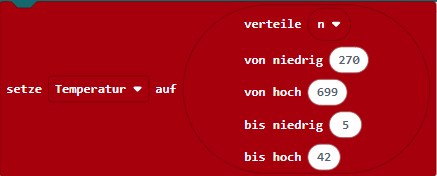 verteile n
von niedrig 270
setze Temperatur auf von hoch 699
bis niedrig 5
bis hoch 42